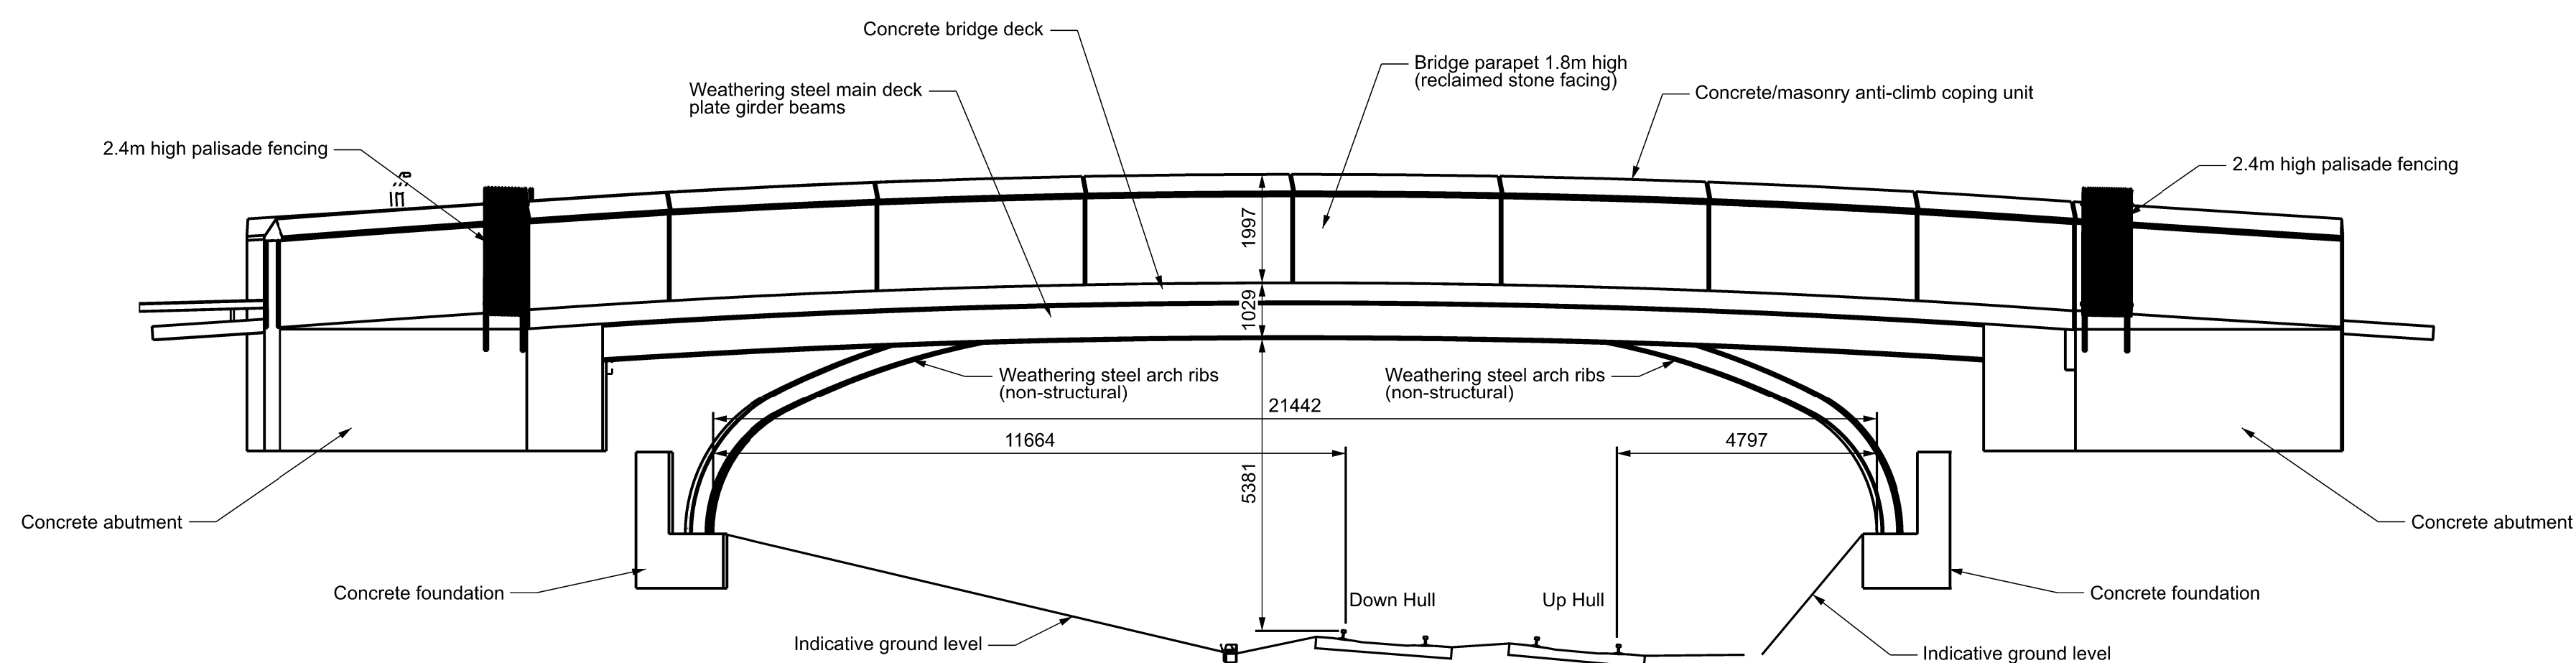 Concrete bridge deck
Bridge parapet 1.8m high
(reclaimed stone facing)
Weathering steel main deck
plate girder beams
Concrete/masonry anti-climb coping unit
2.4m high palisade fencing
2.4m high palisade fencing
1997
1029
Weathering steel arch ribs
(non-structural)
Weathering steel arch ribs
(non-structural)
21442
11664
4797
5381
Concrete abutment
Concrete abutment
Concrete foundation
Down Hull
Up Hull
Concrete foundation
Indicative ground level
Indicative ground level